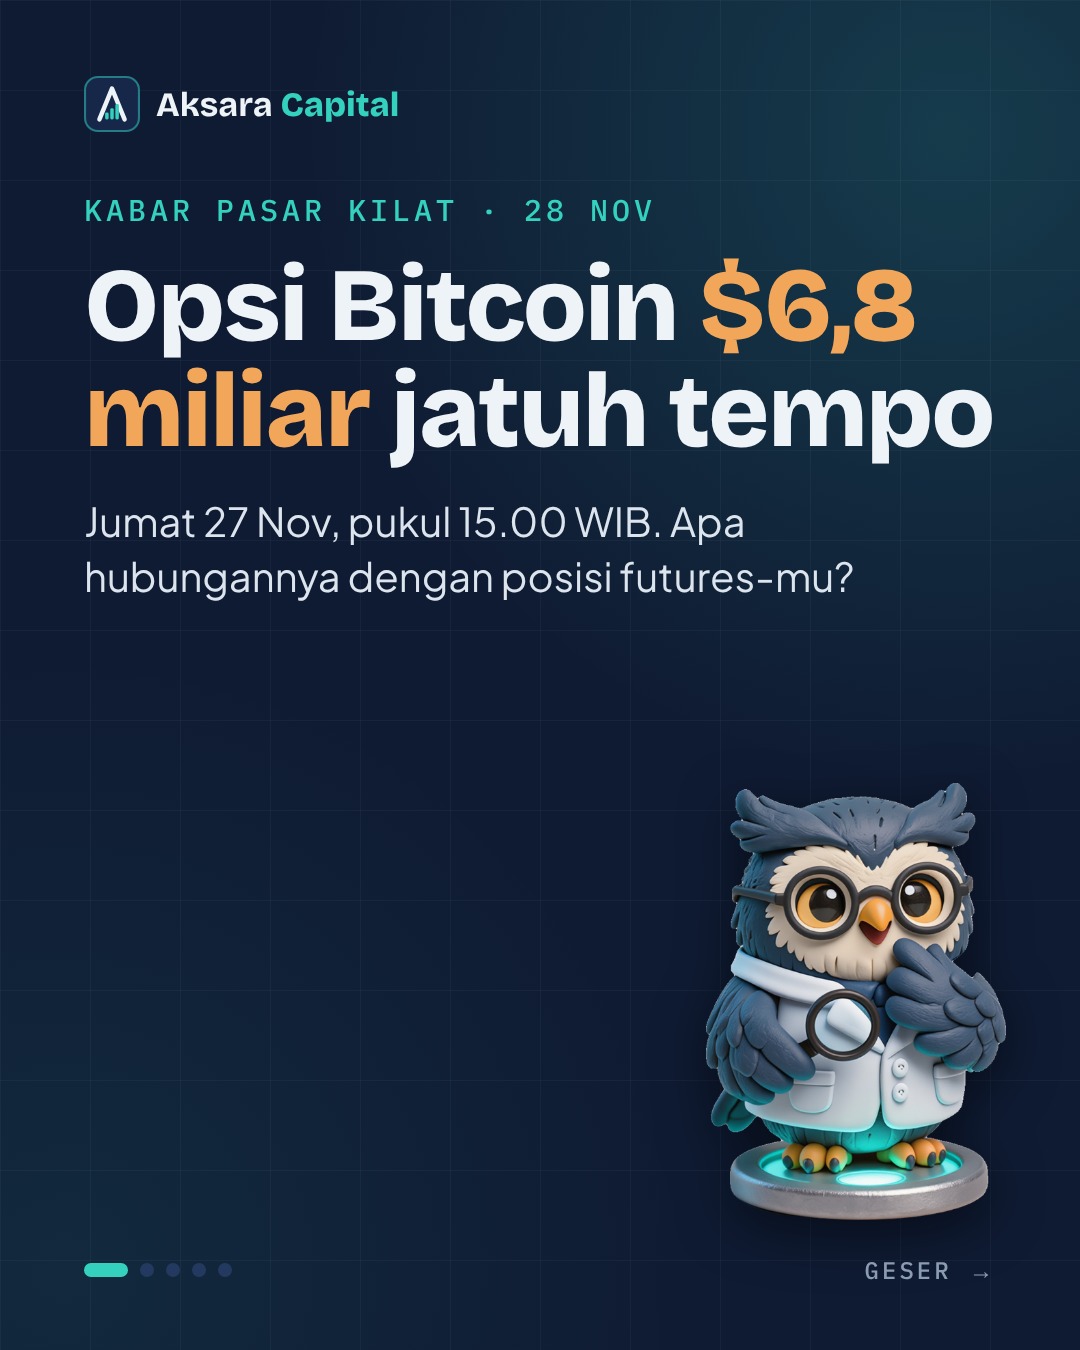 Aksara Capital
KABAR PASAR KILAT · 28 NOV
Opsi Bitcoin $6,8
miliar jatuh tempo
Jumat 27 Nov, pukul 15.00 WIB. Apa
hubungannya dengan posisi futures-mu?
GESER →